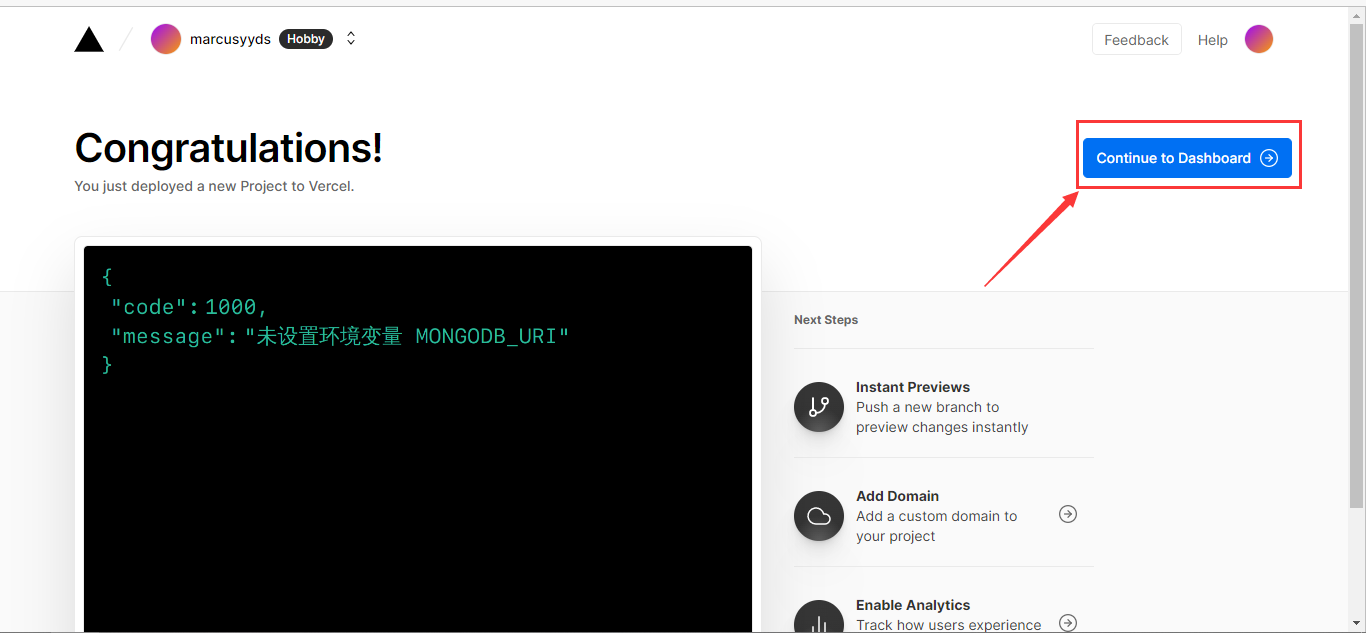 marcusyyds Hobby
Feedback Help
Congratulations!
You just deployed a new Project to Vercel.
Continue to Dashboard
{
"code": 1000,
"message": "未设置环境变量 MONGODB_URI"
}
Next Steps
Instant Previews
Push a new branch to
preview changes instantly
Add Domain
Add a custom domain to
your project
Enable Analytics
Track how users experience